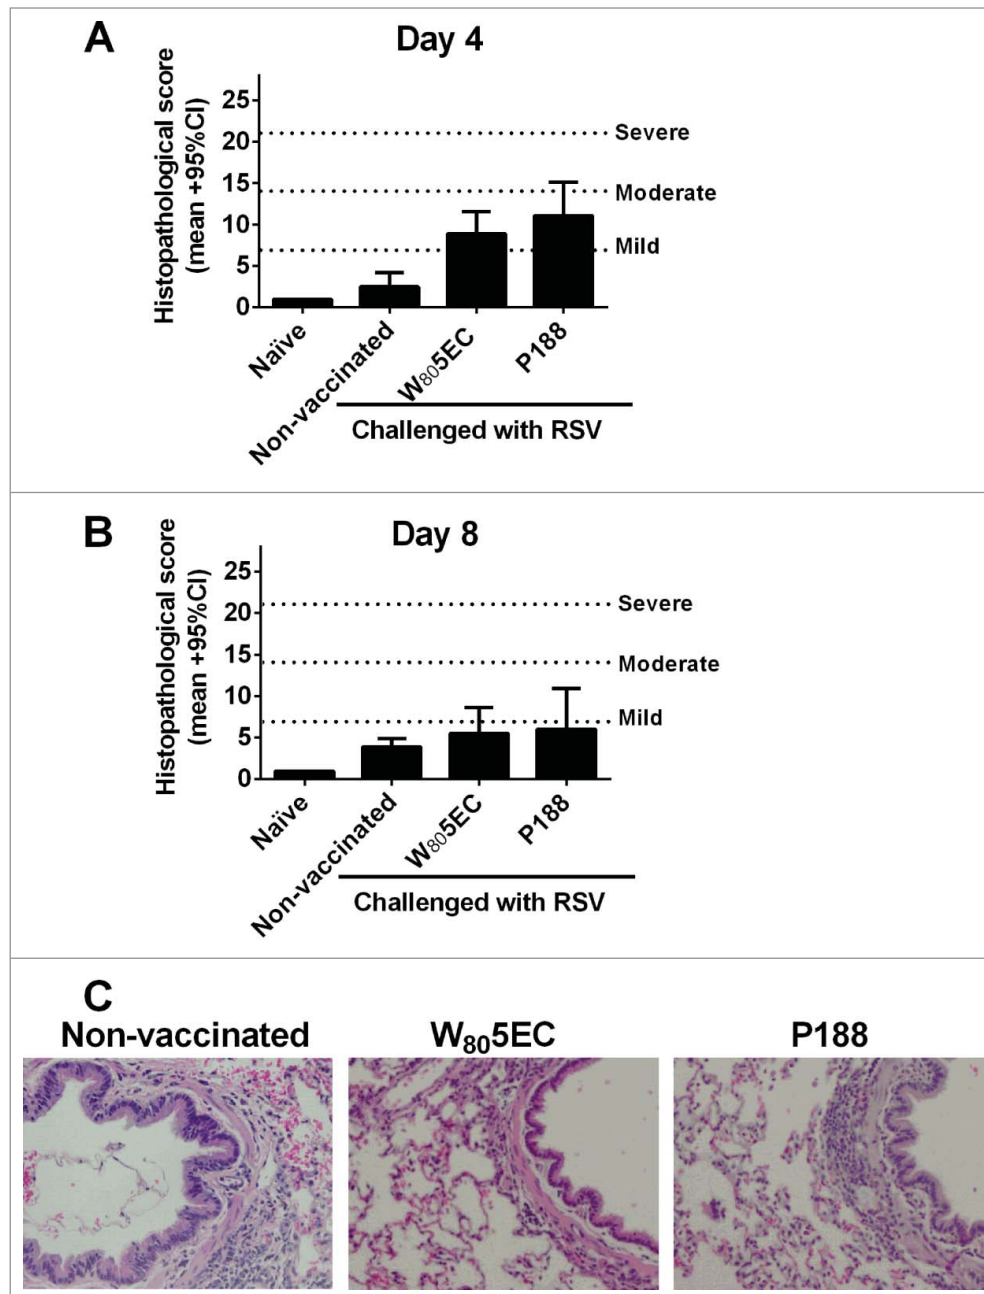 A
Day 4
Histopathological score
(mean +95%CI)
25
20
15
10
5
0
Severe
Moderate
Mild
Naïve
Non-vaccinated
W₈₀5EC
P188
Challenged with RSV
B
Day 8
Histopathological score
(mean +95%CI)
25
20
15
10
5
0
Severe
Moderate
Mild
Naïve
Non-vaccinated
W₈₀5EC
P188
Challenged with RSV
C
Non-vaccinated
W₈₀5EC
P188